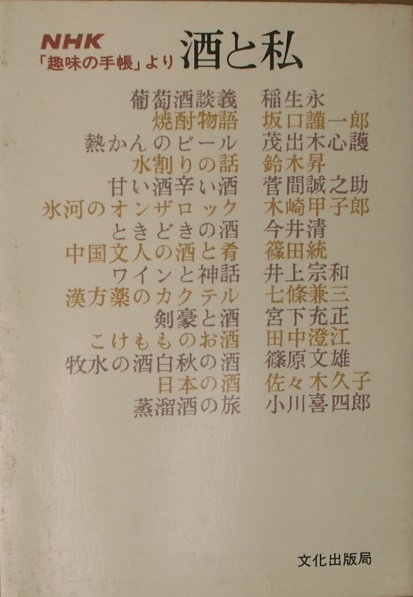 NHK
「趣味の手帳」より 酒と私
葡萄酒談義 稲生永
焼酎物語 坂口謹一郎
熱かんのビール 茂出木心護
水割りの話 鈴木昇
甘い酒辛い酒 菅間誠之助
氷河のオンザロック 木崎甲子郎
ときどきの酒 今井清
中国文人の酒と肴 篠田統
ワインと神話 井上宗和
漢方薬のカクテル 七條兼三
剣豪と酒 宮下充正
こけもものお酒 田中澄江
牧水の酒白秋の酒 篠原文雄
日本の酒 佐々木久子
蒸溜酒の旅 小川喜四郎
文化出版局